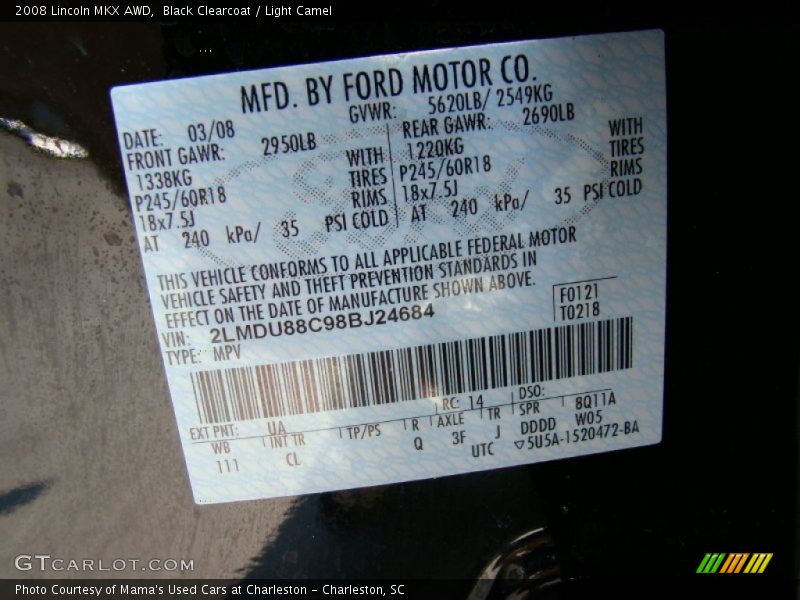 2008 Lincoln MKX AWD,  Black Clearcoat / Light Camel
MFD. BY FORD MOTOR CO.
DATE: 03/08 GVWR: 5620LB/ 2549KG
FRONT GAWR: 2950LB REAR GAWR: 2690LB
1338KG WITH 1220KG WITH
P245/60R18 TIRES P245/60R18 TIRES
18x7.5J RIMS 18x7.5J RIMS
AT 240 kPa/ 35 PSI COLD AT 240 kPa/ 35 PSI COLD
THIS VEHICLE CONFORMS TO ALL APPLICABLE FEDERAL MOTOR
VEHICLE SAFETY AND THEFT PREVENTION STANDARDS IN
EFFECT ON THE DATE OF MANUFACTURE SHOWN ABOVE.
VIN: 2LMDU88C98BJ24684 F0121
TYPE: MPV T0218
EXT PNT: UA RC: 14 DSO:
WB INT TR TP/PS R AXLE TR SPR 8Q11A
111 CL Q 3F J DDDD W05
UTC ▽5U5A-1520472-BA
GTCARLOT.COM
Photo Courtesy of Mama's Used Cars at Charleston - Charleston, SC